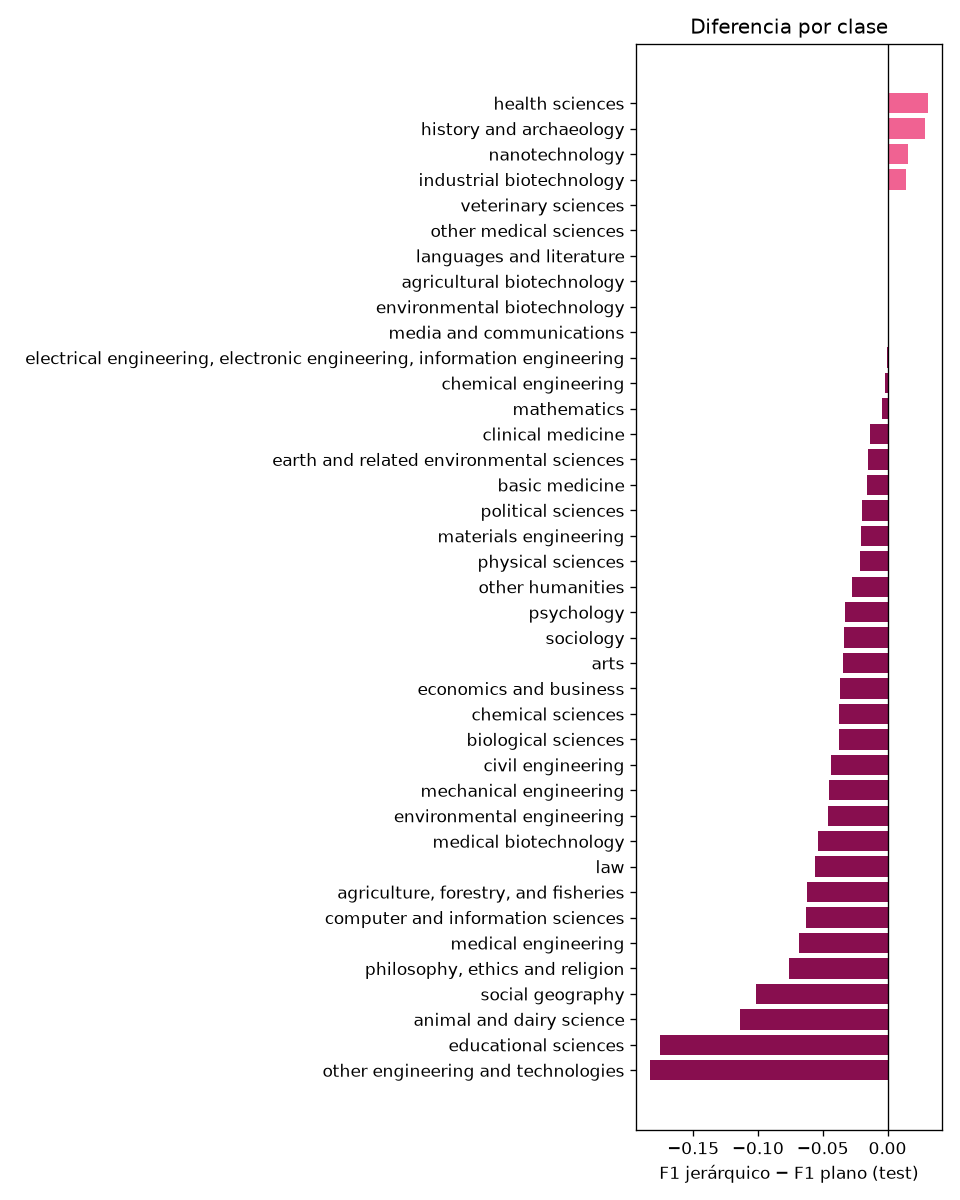 Diferencia por clase
health sciences
history and archaeology
nanotechnology
industrial biotechnology
veterinary sciences
other medical sciences
languages and literature
agricultural biotechnology
environmental biotechnology
media and communications
electrical engineering, electronic engineering, information engineering
chemical engineering
mathematics
clinical medicine
earth and related environmental sciences
basic medicine
political sciences
materials engineering
physical sciences
other humanities
psychology
sociology
arts
economics and business
chemical sciences
biological sciences
civil engineering
mechanical engineering
environmental engineering
medical biotechnology
law
agriculture, forestry, and fisheries
computer and information sciences
medical engineering
philosophy, ethics and religion
social geography
animal and dairy science
educational sciences
other engineering and technologies
−0.15 −0.10 −0.05 0.00
F1 jerárquico − F1 plano (test)